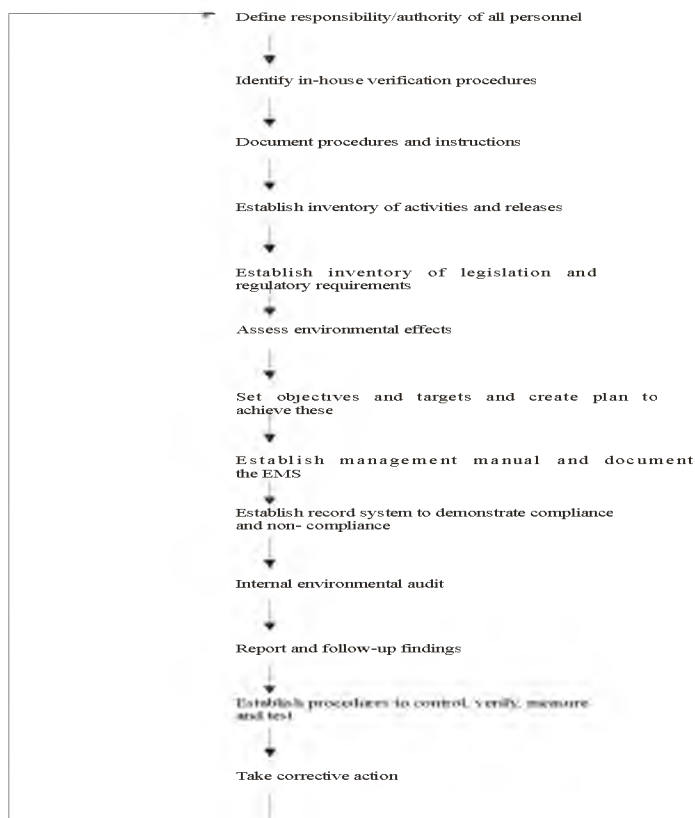 Define responsibility/authority of all personnel
Identify in-house verification procedures
Document procedures and instructions
Establish inventory of activities and releases
Establish inventory of legislation and
regulatory requirements
Assess environmental effects
Set objectives and targets and create plan to
achieve these
Establish management manual and document
the EMS
Establish record system to demonstrate compliance
and non- compliance
Internal environmental audit
Report and follow-up findings
Establish procedures to control, verify, measure
and test
Take corrective action